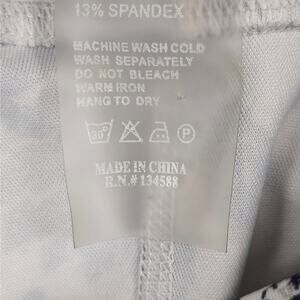 13% SPANDEX
MACHINE WASH COLD
WASH SEPARATELY
DO NOT BLEACH
WARM IRON
HANG TO DRY
30° P
MADE IN CHINA
R.N.# 134588